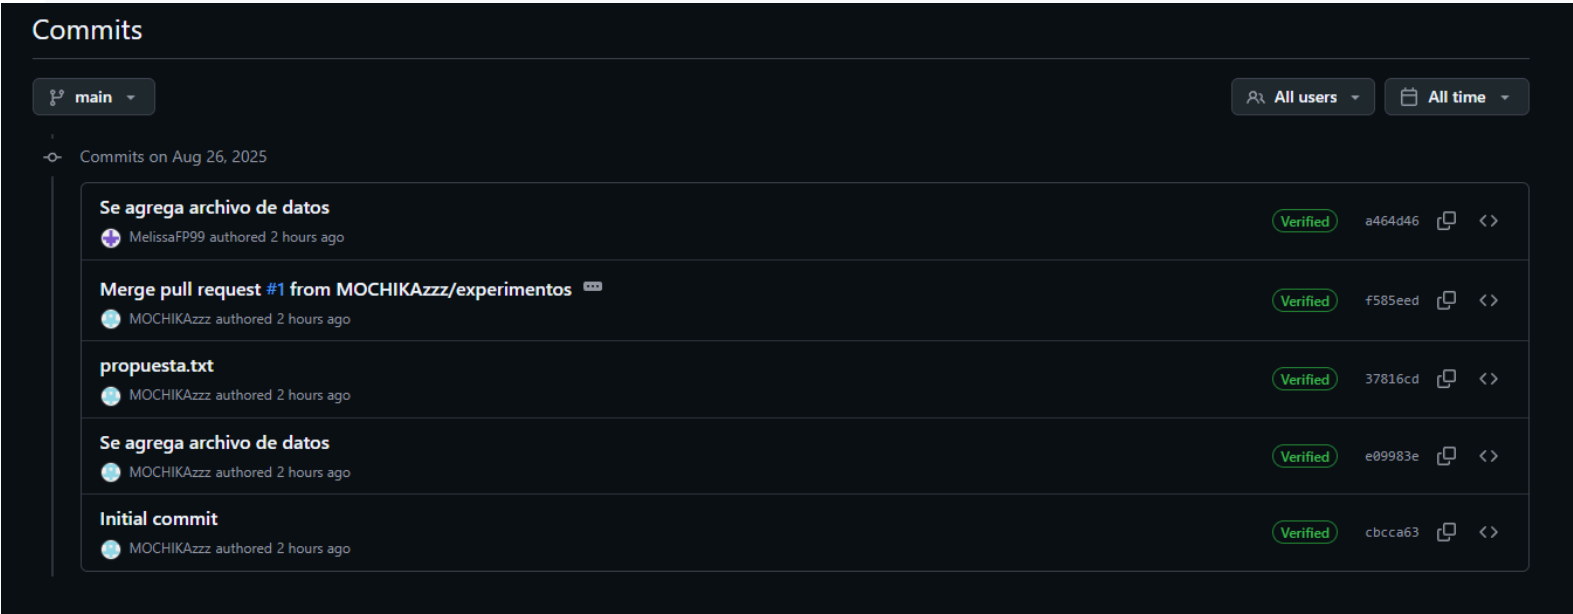 Commits
main
All users
All time
Commits on Aug 26, 2025
Se agrega archivo de datos
MelissaFP99 authored 2 hours ago
Verified
a464d46
Merge pull request #1 from MOCHIKAzzz/experimentos
MOCHIKAzzz authored 2 hours ago
Verified
f585eed
propuesta.txt
MOCHIKAzzz authored 2 hours ago
Verified
37816cd
Se agrega archivo de datos
MOCHIKAzzz authored 2 hours ago
Verified
e09983e
Initial commit
MOCHIKAzzz authored 2 hours ago
Verified
cbcca63